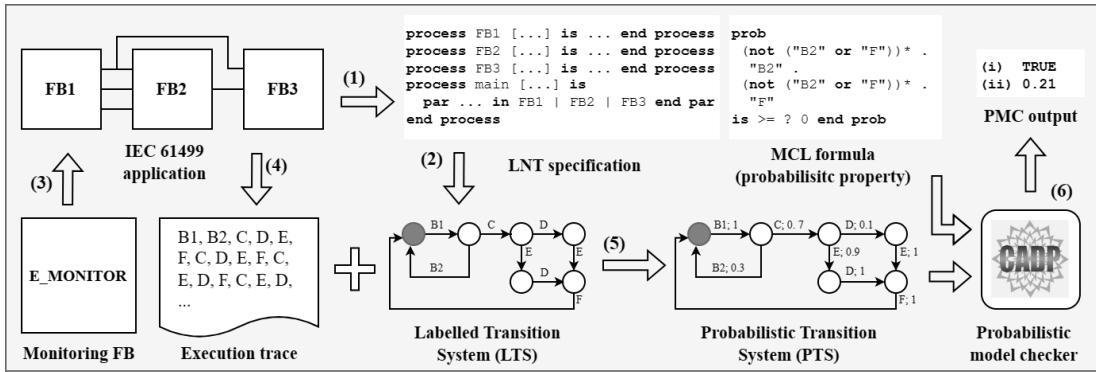 FB1
FB2
FB3
IEC 61499
application
(1)
process FB1 [...] is ... end process
process FB2 [...] is ... end process
process FB3 [...] is ... end process
process main [...] is
par ... in FB1 | FB2 | FB3 end par
end process
LNT specification
prob
(not ("B2" or "F"))* .
"B2" .
(not ("B2" or "F"))* .
"F"
is >= ? 0 end prob
MCL formula
(probabilisitc property)
(i) TRUE
(ii) 0.21
PMC output
(2)
(3)
(4)
(5)
(6)
E_MONITOR
Monitoring FB
B1, B2, C, D, E,
F, C, D, E, F, C,
E, D, F, C, E, D,
...
Execution trace
B1
C
D
B2
E
E
D
F
Labelled Transition
System (LTS)
B1; 1
C; 0.7
D; 0.1
B2; 0.3
E; 0.9
E; 1
D; 1
F; 1
Probabilistic Transition
System (PTS)
CADP
Probabilistic
model checker